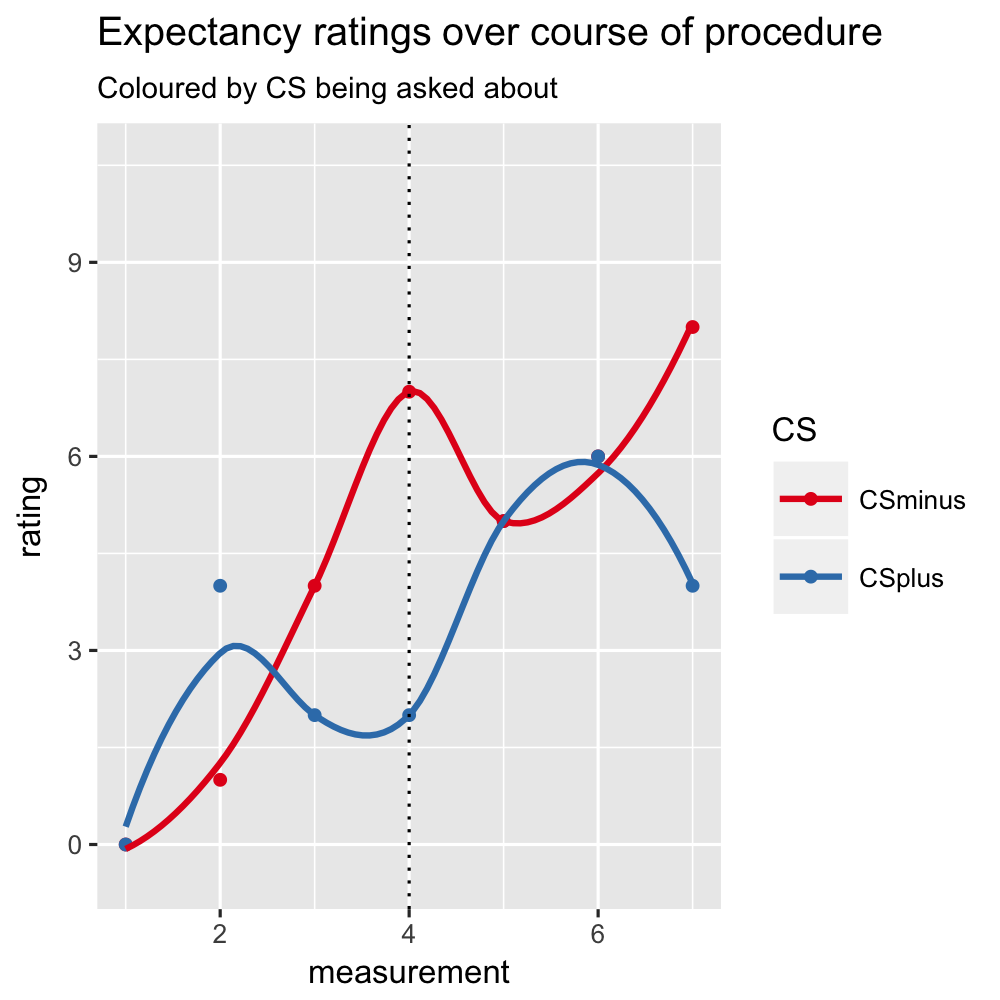 Expectancy ratings over course of procedure
Coloured by CS being asked about
9
6
3
0
rating
2
4
6
measurement
CS
CSminus
CSplus